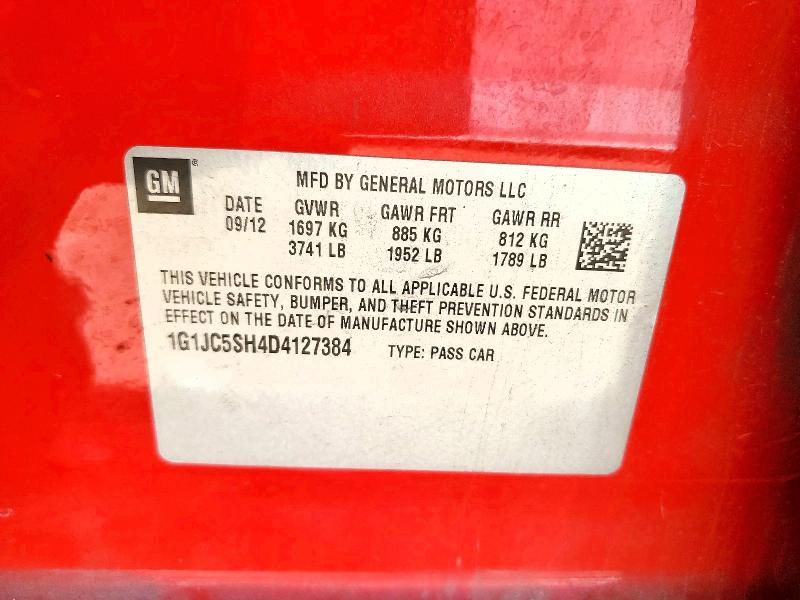 GM ®
MFD BY GENERAL MOTORS LLC
DATE GVWR GAWR FRT GAWR RR
09/12 1697 KG 885 KG 812 KG
3741 LB 1952 LB 1789 LB
THIS VEHICLE CONFORMS TO ALL APPLICABLE U.S. FEDERAL MOTOR
VEHICLE SAFETY, BUMPER, AND THEFT PREVENTION STANDARDS IN
EFFECT ON THE DATE OF MANUFACTURE SHOWN ABOVE.
1G1JC5SH4D4127384 TYPE: PASS CAR